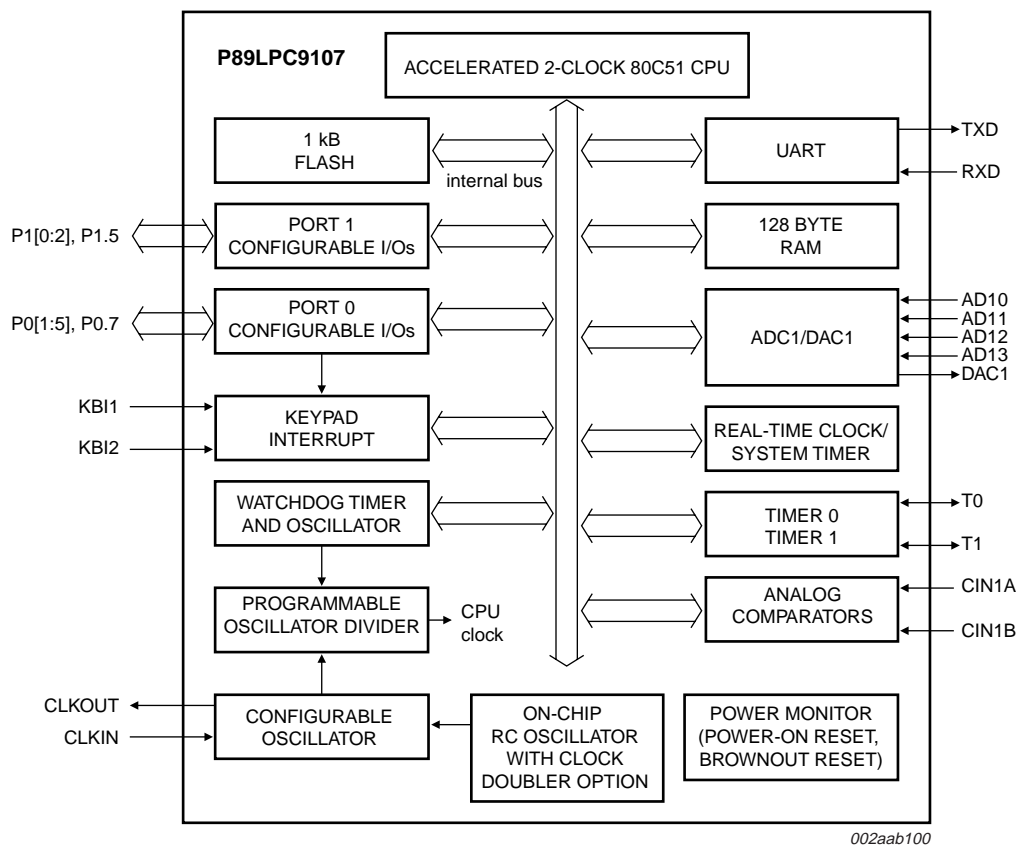 P89LPC9107
ACCELERATED 2-CLOCK 80C51 CPU
1 kB
FLASH
internal bus
UART
TXD
RXD
P1[0:2], P1.5
PORT 1
CONFIGURABLE I/Os
128 BYTE
RAM
P0[1:5], P0.7
PORT 0
CONFIGURABLE I/Os
ADC1/DAC1
AD10
AD11
AD12
AD13
DAC1
KBI1
KBI2
KEYPAD
INTERRUPT
REAL-TIME CLOCK/
SYSTEM TIMER
WATCHDOG TIMER
AND OSCILLATOR
TIMER 0
TIMER 1
T0
T1
PROGRAMMABLE
OSCILLATOR DIVIDER
CPU
clock
ANALOG
COMPARATORS
CIN1A
CIN1B
CLKOUT
CLKIN
CONFIGURABLE
OSCILLATOR
ON-CHIP
RC OSCILLATOR
WITH CLOCK
DOUBLER OPTION
POWER MONITOR
(POWER-ON RESET,
BROWNOUT RESET)
002aab100